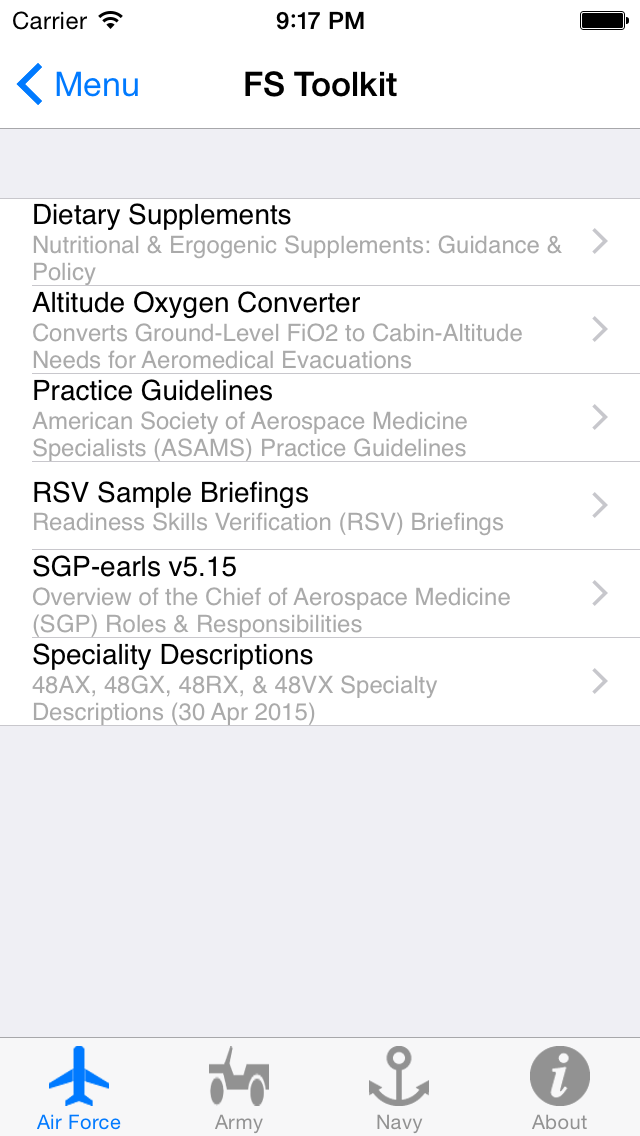 Carrier 9:17 PM
Menu FS Toolkit
Dietary Supplements
Nutritional & Ergogenic Supplements: Guidance &
Policy
Altitude Oxygen Converter
Converts Ground-Level FiO2 to Cabin-Altitude
Needs for Aeromedical Evacuations
Practice Guidelines
American Society of Aerospace Medicine
Specialists (ASAMS) Practice Guidelines
RSV Sample Briefings
Readiness Skills Verification (RSV) Briefings
SGP-earls v5.15
Overview of the Chief of Aerospace Medicine
(SGP) Roles & Responsibilities
Speciality Descriptions
48AX, 48GX, 48RX, & 48VX Specialty
Descriptions (30 Apr 2015)
Air Force Army Navy About